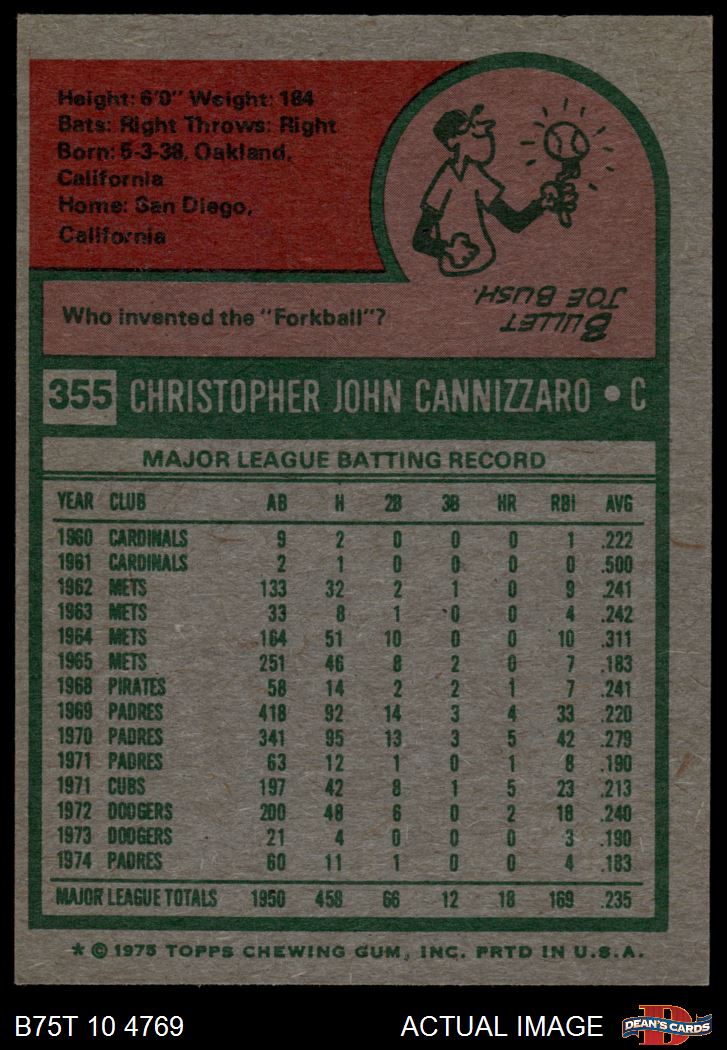 Height: 6'0" Weight: 184
Bats: Right Throws: Right
Born: 5-3-38, Oakland,
California
Home: San Diego,
California
Who invented the "Forkball"?
BULLET
JOE BUSH.
355 CHRISTOPHER JOHN CANNIZZARO • C
MAJOR LEAGUE BATTING RECORD
YEAR CLUB AB H 2B 3B HR RBI AVG
1960 CARDINALS 9 2 0 0 0 1 .222
1961 CARDINALS 2 1 0 0 0 0 .500
1962 METS 133 32 2 1 0 9 .241
1963 METS 33 8 1 0 0 4 .242
1964 METS 164 51 10 0 0 10 .311
1965 METS 251 46 8 2 0 7 .183
1968 PIRATES 58 14 2 2 1 7 .241
1969 PADRES 418 92 14 3 4 33 .220
1970 PADRES 341 95 13 3 5 42 .279
1971 PADRES 63 12 1 0 1 8 .190
1971 CUBS 197 42 8 1 5 23 .213
1972 DODGERS 200 48 6 0 2 18 .240
1973 DODGERS 21 4 0 0 0 3 .190
1974 PADRES 60 11 1 0 0 4 .183
MAJOR LEAGUE TOTALS 1950 458 66 12 18 169 .235
* © 1975 TOPPS CHEWING GUM, INC. PRTD IN U.S.A.
B75T 10 4769 ACTUAL IMAGE DEAN'S CARDS